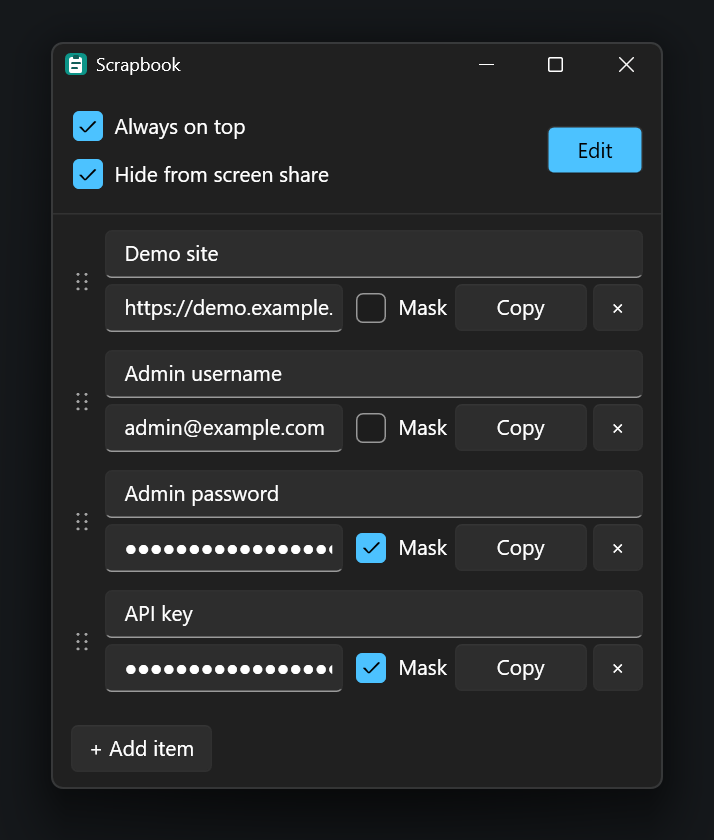 Scrapbook
Always on top
Hide from screen share
Edit
Demo site
https://demo.example.
Mask
Copy
×
Admin username
admin@example.com
Mask
Copy
×
Admin password
●●●●●●●●●●●●●●●●
Mask
Copy
×
API key
●●●●●●●●●●●●●●●●
Mask
Copy
×
+ Add item